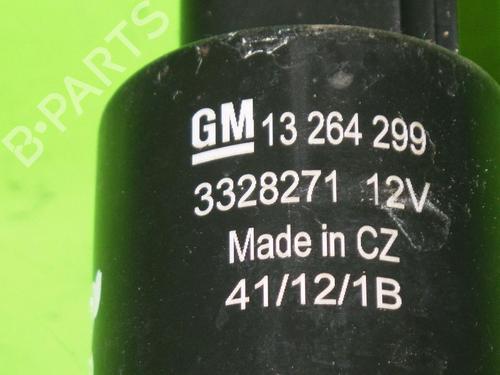 B-PARTS
GM 13 264 299
3328271 12V
Made in CZ
41/12/1B